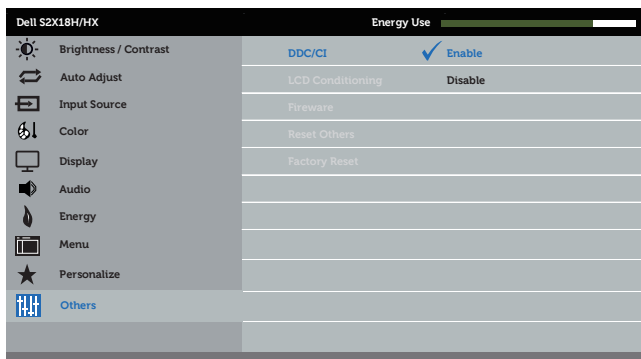 Dell S2X18H/HX
Energy Use
Brightness / Contrast
Auto Adjust
Input Source
Color
Display
Audio
Energy
Menu
Personalize
Others
DDC/CI
Enable
LCD Conditioning
Disable
Fireware
Reset Others
Factory Reset